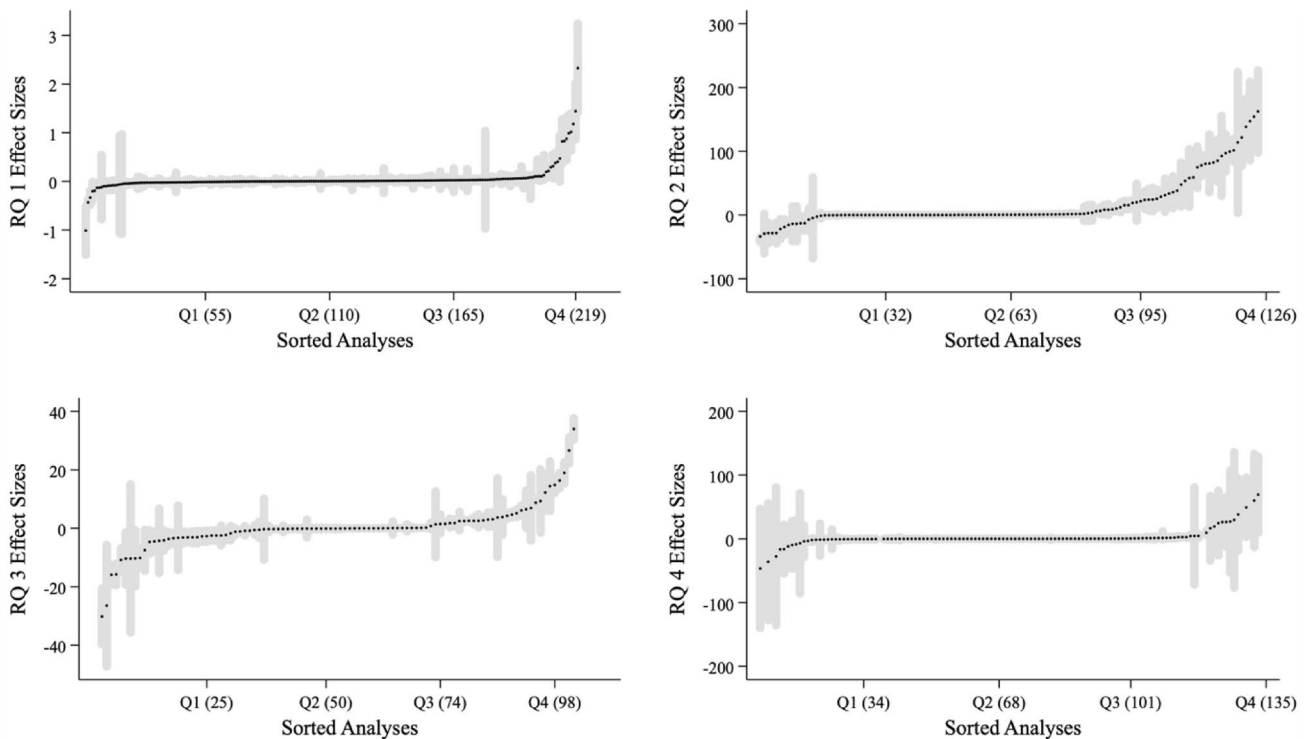 RQ 1 Effect Sizes
3
2
1
0
-1
-2
Q1 (55) Q2 (110) Q3 (165) Q4 (219)
Sorted Analyses
RQ 2 Effect Sizes
300
200
100
0
-100
Q1 (32) Q2 (63) Q3 (95) Q4 (126)
Sorted Analyses
RQ 3 Effect Sizes
40
20
0
-20
-40
Q1 (25) Q2 (50) Q3 (74) Q4 (98)
Sorted Analyses
RQ 4 Effect Sizes
200
100
0
-100
-200
Q1 (34) Q2 (68) Q3 (101) Q4 (135)
Sorted Analyses